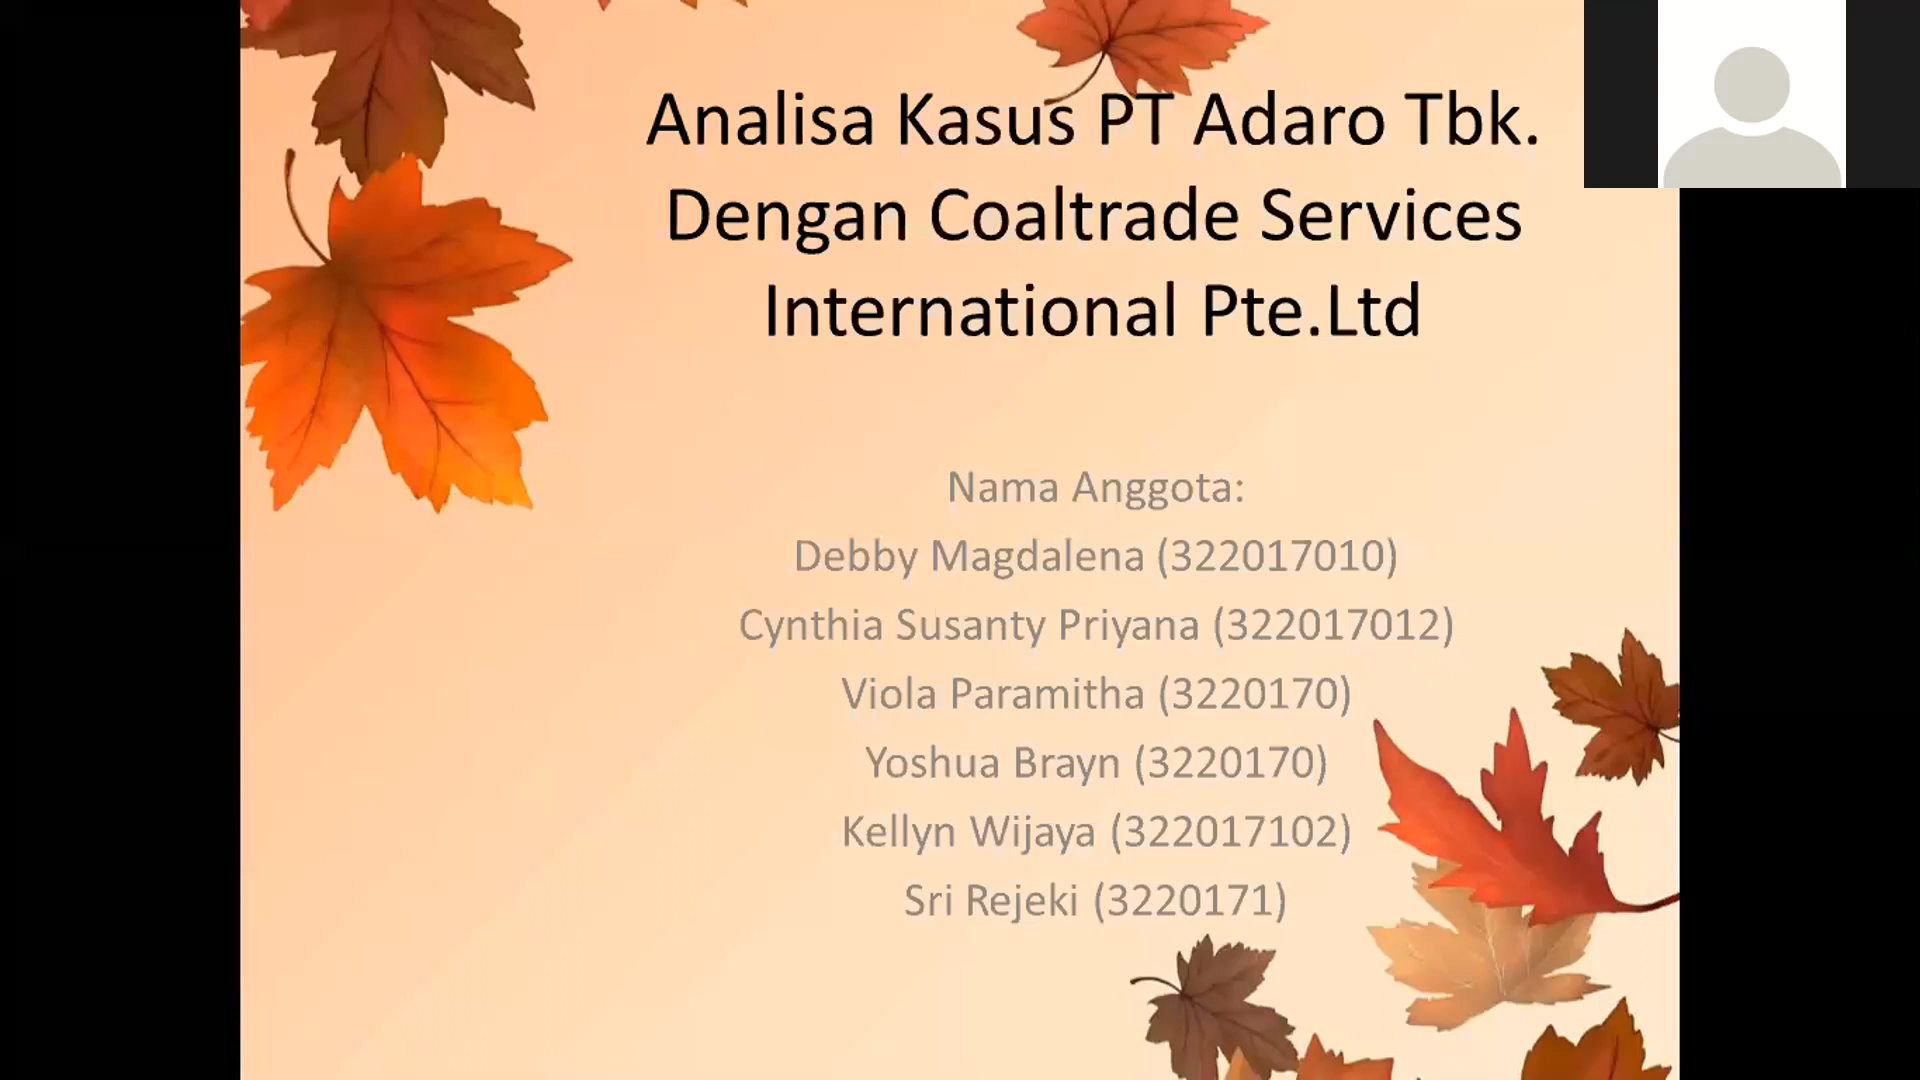 Analisa Kasus PT Adaro Tbk.
Dengan Coaltrade Services
International Pte.Ltd
Nama Anggota:
Debby Magdalena (322017010)
Cynthia Susanty Priyana (322017012)
Viola Paramitha (3220170)
Yoshua Brayn (3220170)
Kellyn Wijaya (322017102)
Sri Rejeki (3220171)